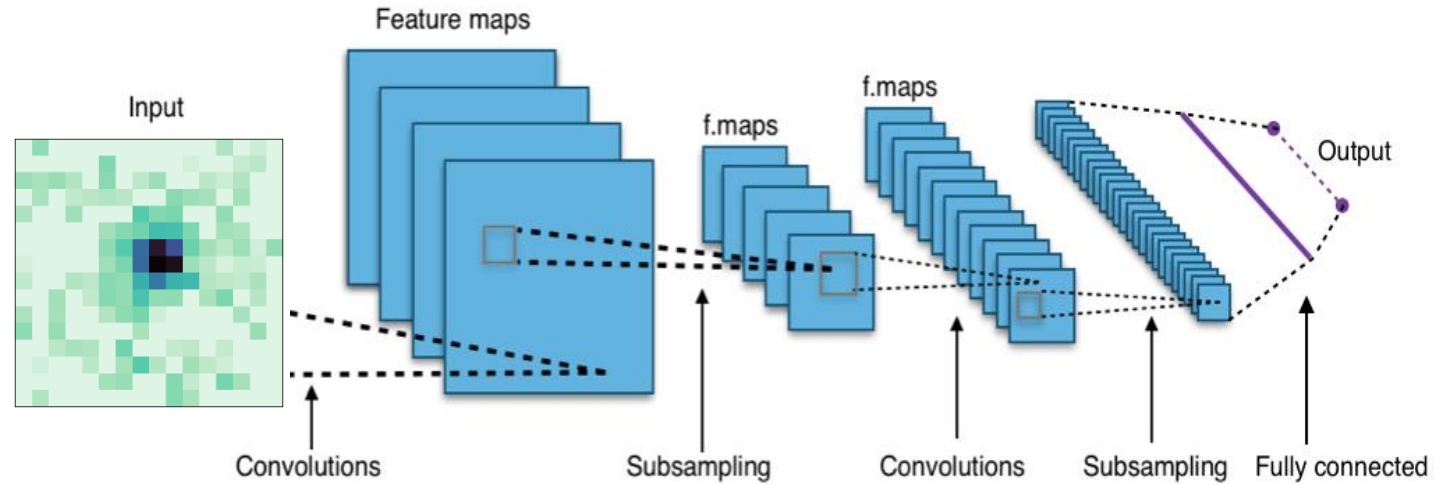 Feature maps
Input
f.maps
f.maps
Output
Convolutions
Subsampling
Convolutions
Subsampling
Fully connected